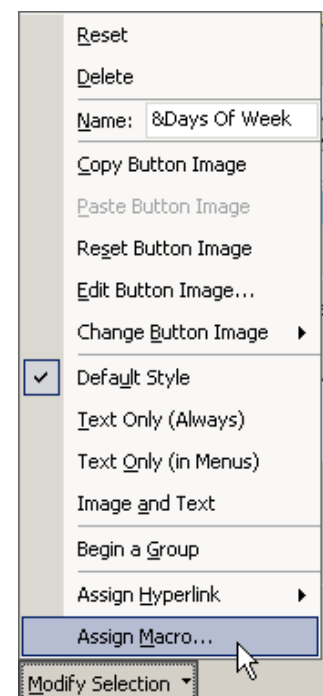 Reset
Delete
Name: &Days Of Week
Copy Button Image
Paste Button Image
Reset Button Image
Edit Button Image...
Change Button Image
Default Style
Text Only (Always)
Text Only (in Menus)
Image and Text
Begin a Group
Assign Hyperlink
Assign Macro...
Modify Selection